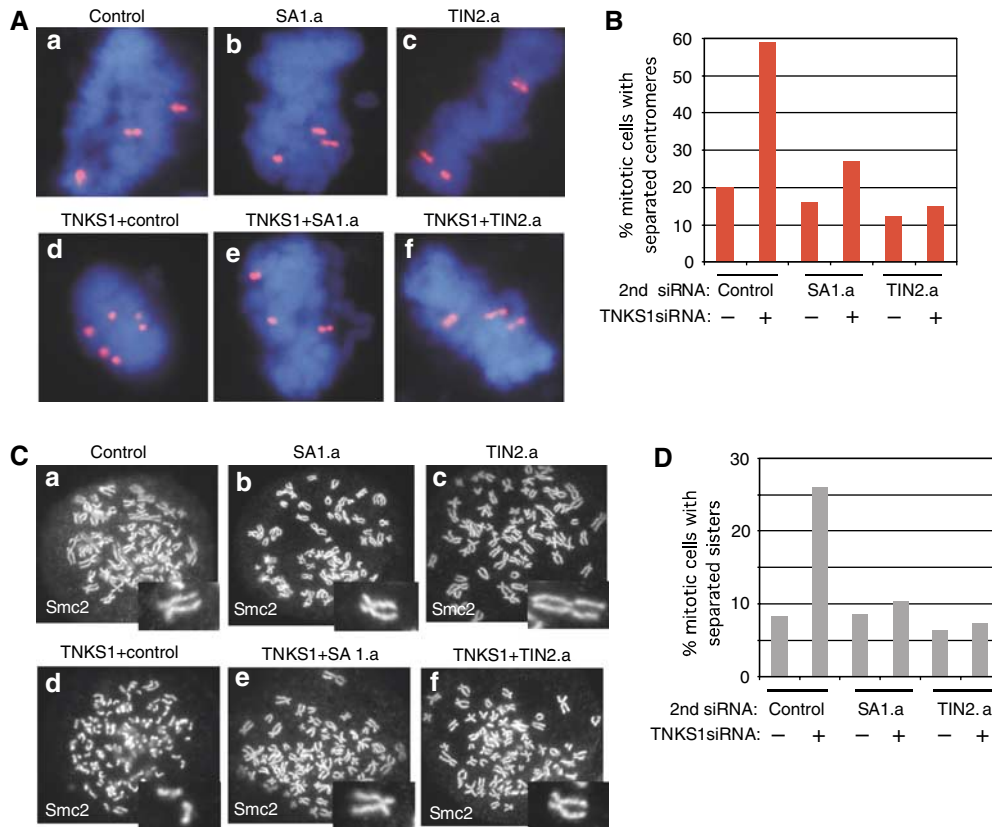 A
Control
SA1.a
TIN2.a
a
b
c
TNKS1+control
TNKS1+SA1.a
TNKS1+TIN2.a
d
e
f
B
% mitotic cells with
separated centromeres
60
50
40
30
20
10
0
2nd siRNA: Control SA1.a TIN2.a
TNKS1siRNA: – + – + – +
C
Control
SA1.a
TIN2.a
a
b
c
Smc2
Smc2
Smc2
TNKS1+control
TNKS1+SA 1.a
TNKS1+TIN2.a
d
e
f
Smc2
Smc2
Smc2
D
% mitotic cells with
separated sisters
30
20
10
0
2nd siRNA: Control SA1.a TIN2. a
TNKS1siRNA: – + – + – +